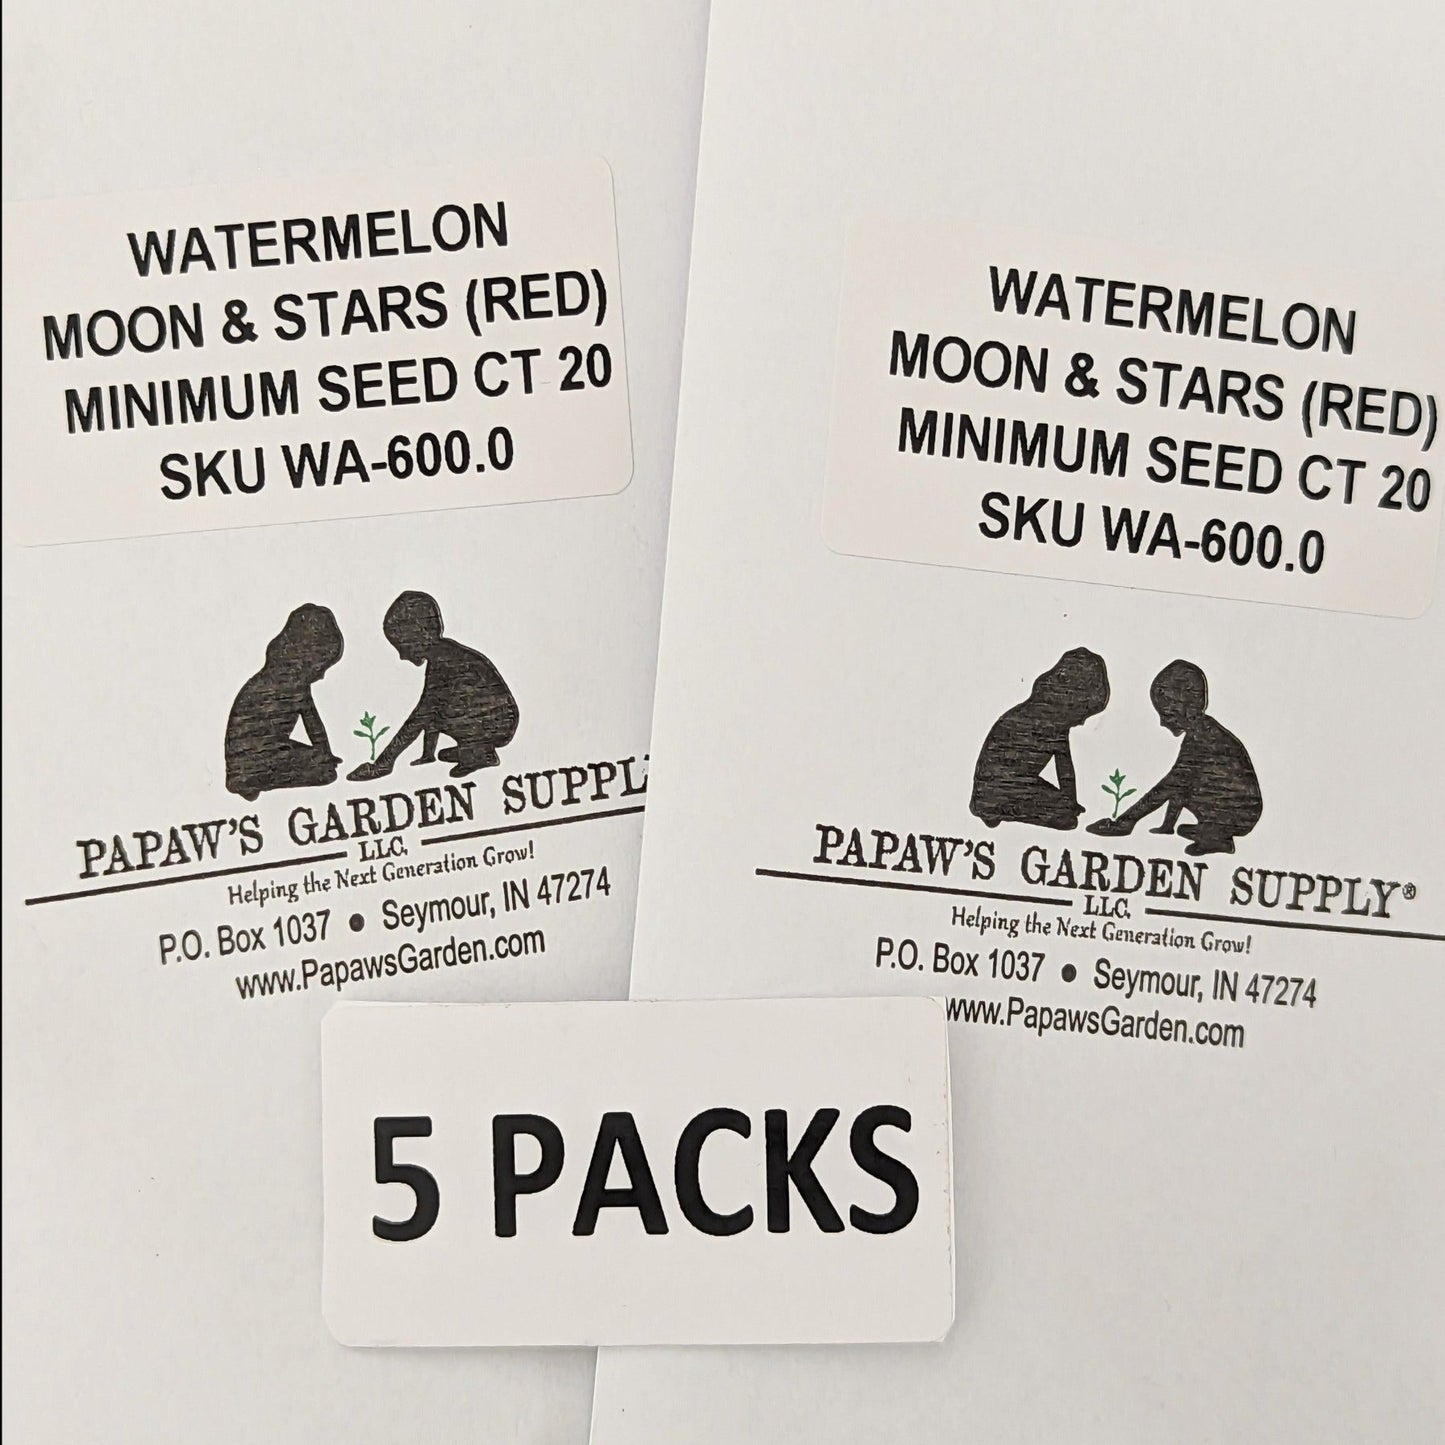 WATERMELON
MOON & STARS (RED)
MINIMUM SEED CT 20
SKU WA-600.0
PAPAW'S GARDEN SUPPL
LLC.
Helping the Next Generation Grow!
P.O. Box 1037 • Seymour, IN 47274
www.PapawsGarden.com
WATERMELON
MOON & STARS (RED)
MINIMUM SEED CT 20
SKU WA-600.0
PAPAW'S GARDEN SUPPLY®
LLC.
Helping the Next Generation Grow!
P.O. Box 1037 • Seymour, IN 47274
www.PapawsGarden.com
5 PACKS